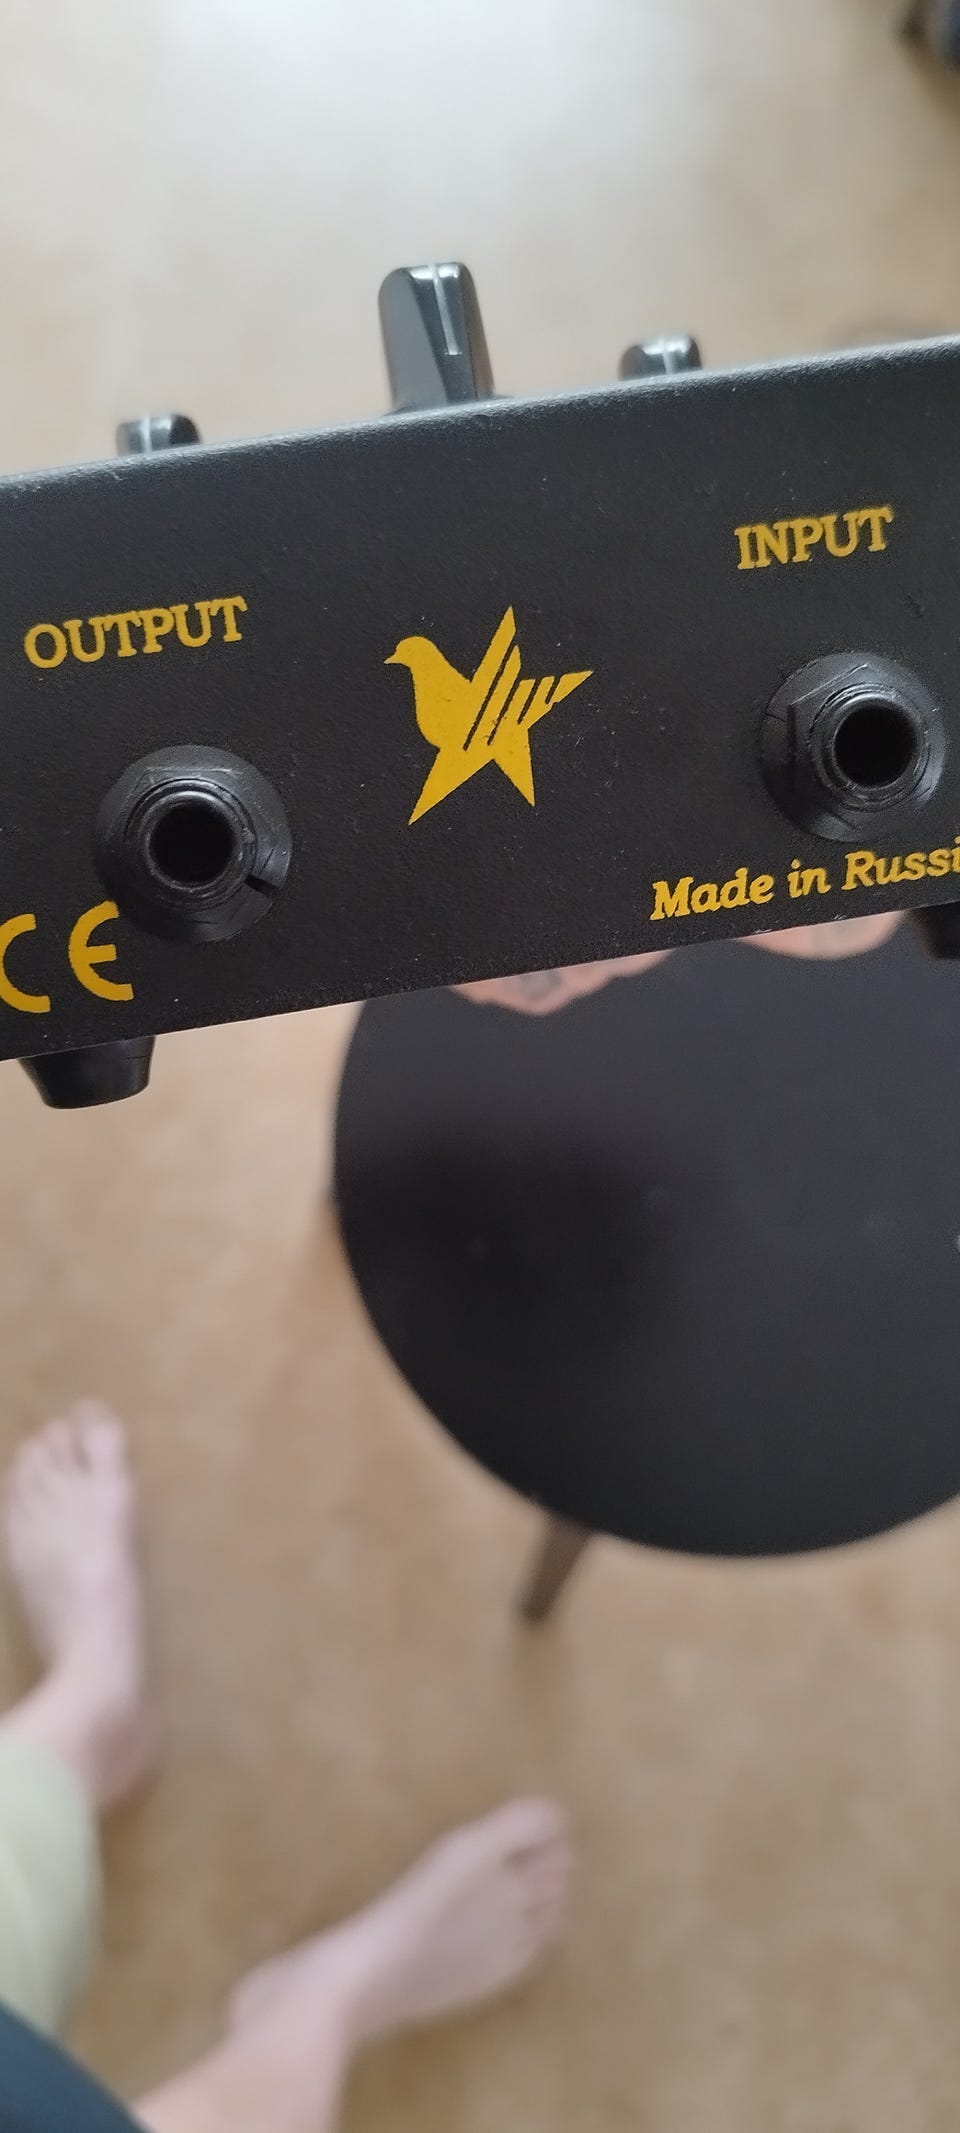 INPUT
OUTPUT
Made in Russi
CE